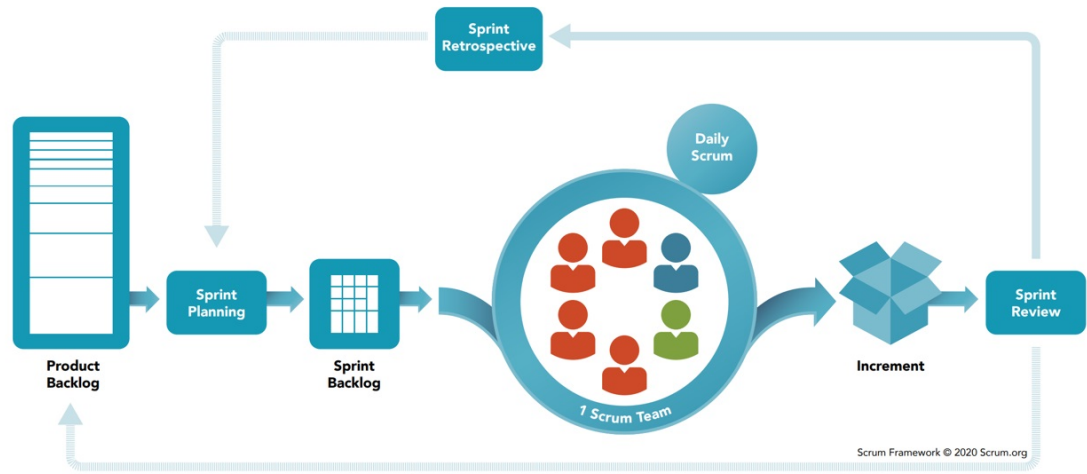 Sprint
Retrospective
Daily
Scrum
Sprint
Planning
Sprint
Review
Product
Backlog
Sprint
Backlog
Increment
1 Scrum Team
Scrum Framework © 2020 Scrum.org